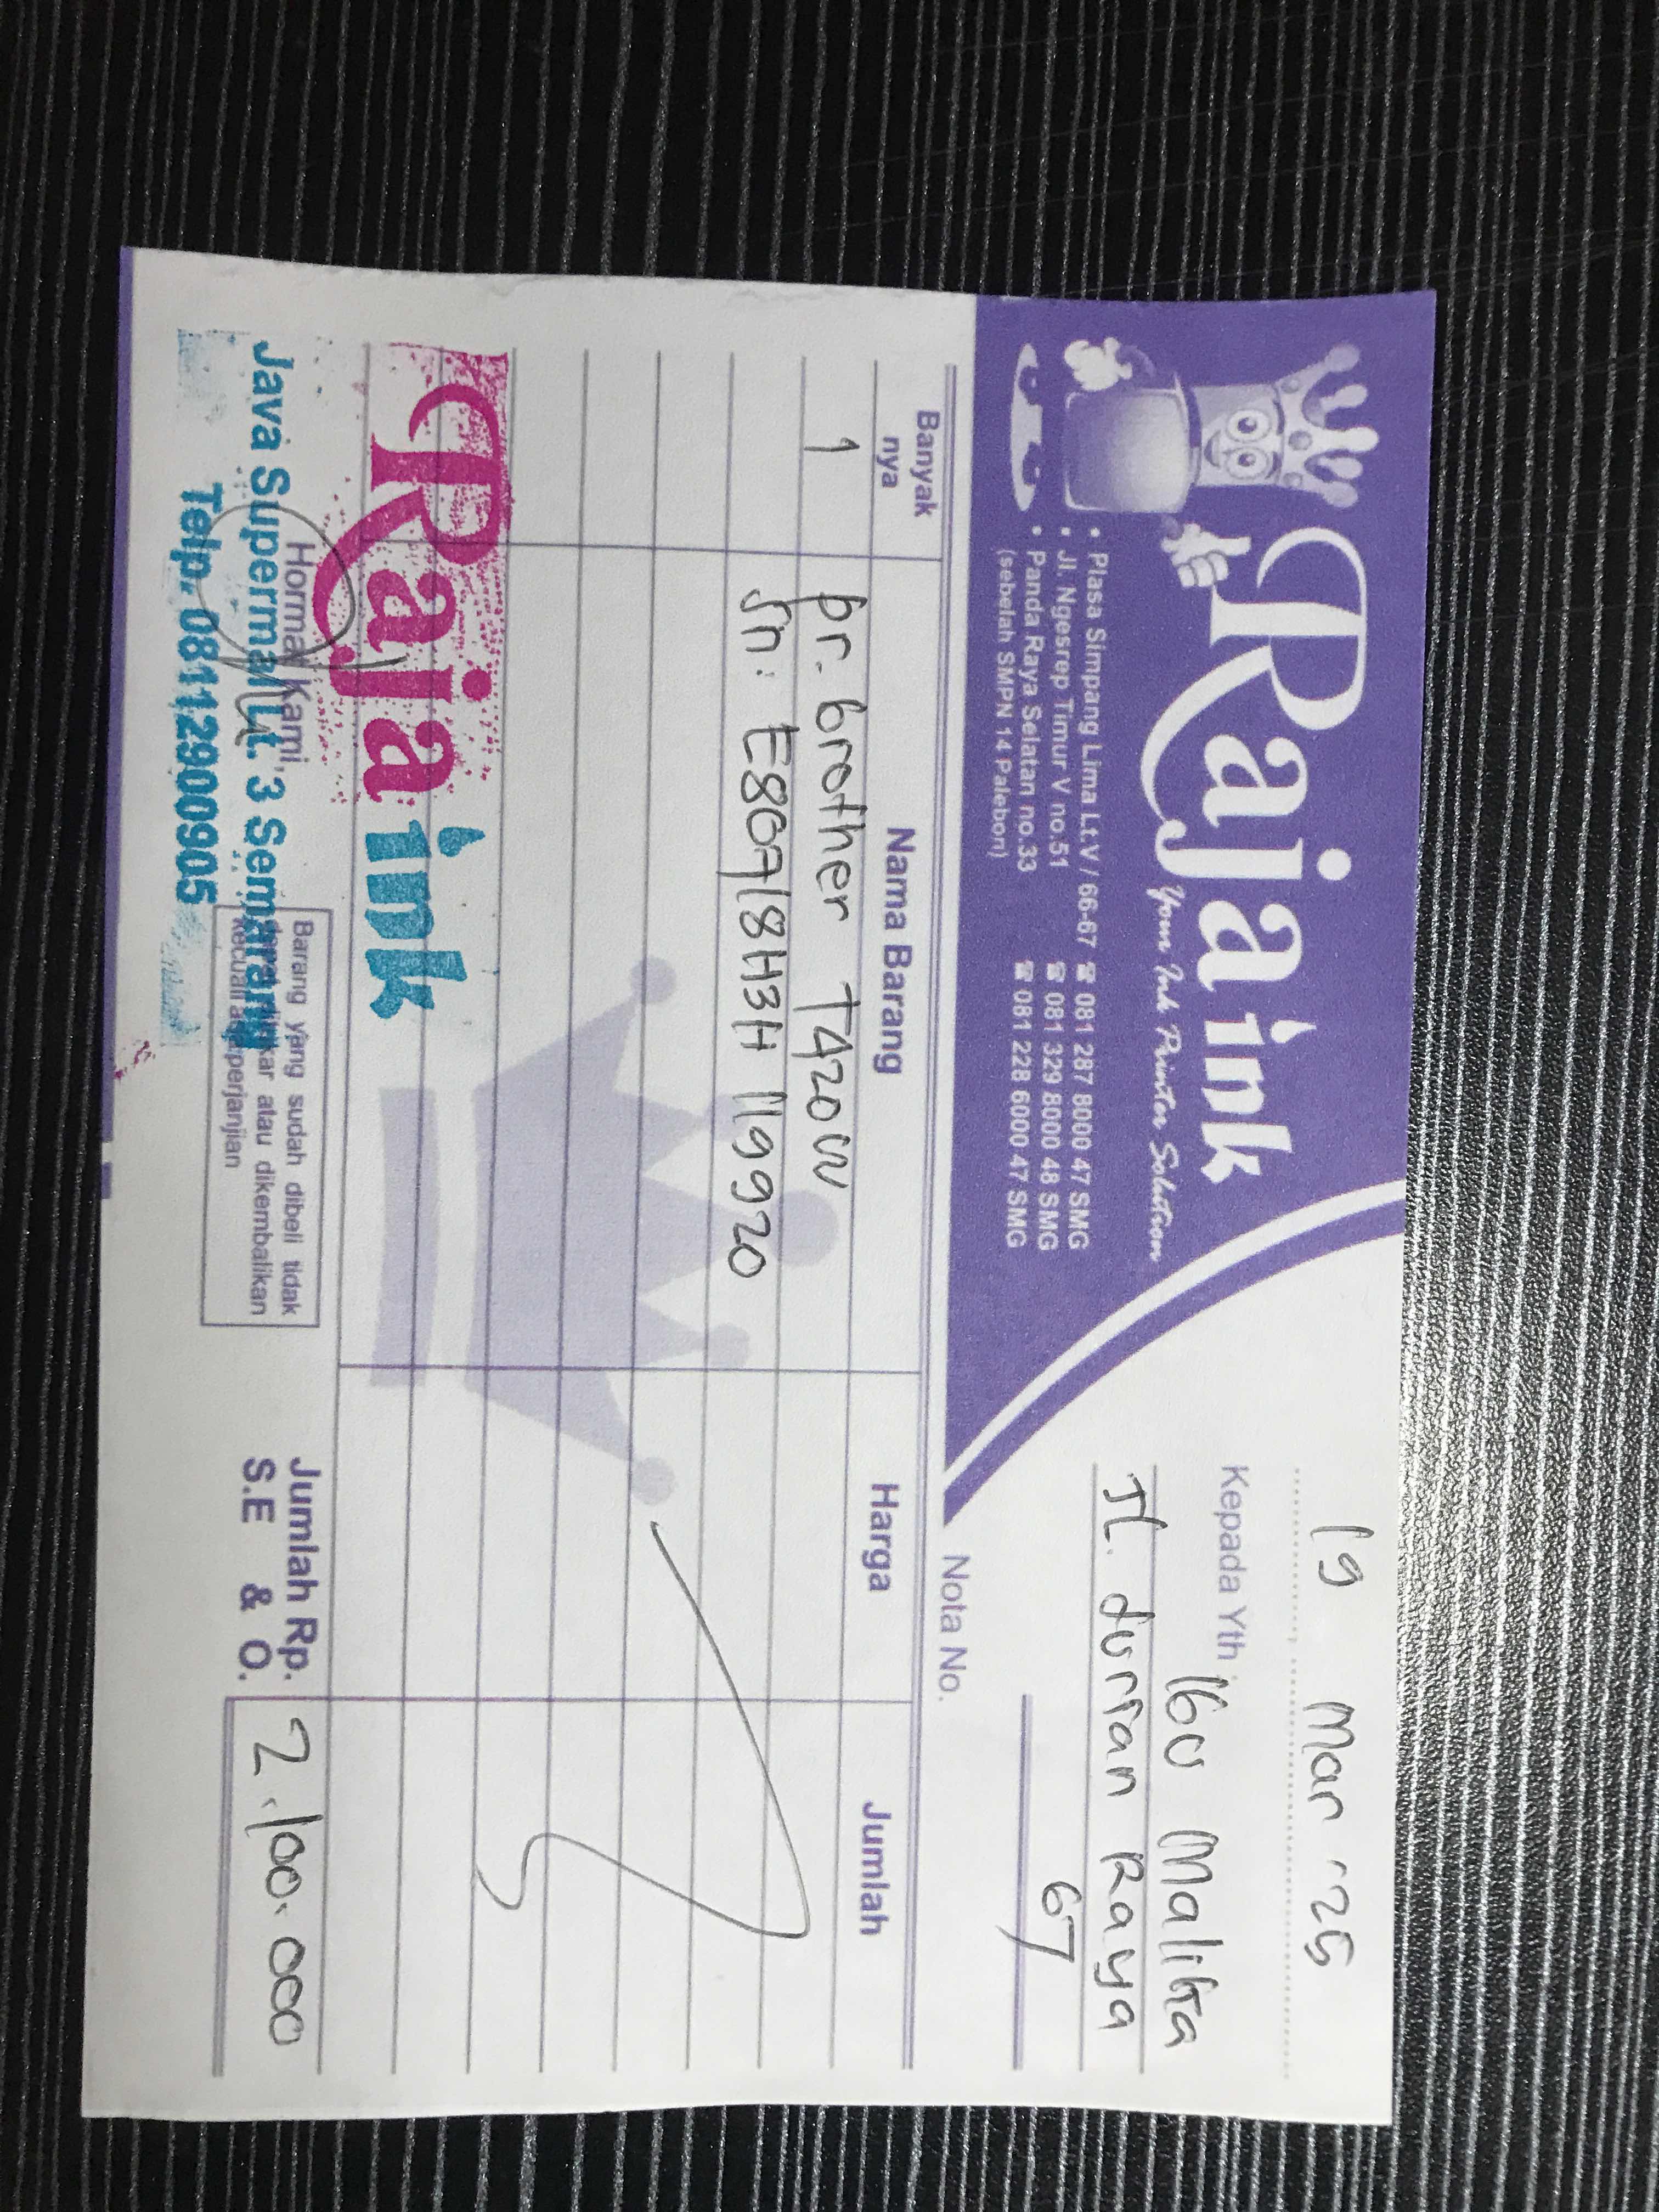 Raja ink
Your Ink Printer Solution
• Plasa Simpang Lima Lt.V / 66-67 ☎ 081 287 8000 47 SMG
• Jl. Ngesrep Timur V no.51 ☎ 081 329 8000 48 SMG
• Panda Raya Selatan no.33 ☎ 081 228 6000 47 SMG
(sebelah SMPN 14 Palebon)
19 Mar '25
Kepada Yth
Malika
Jl. durian Raya
67
Nota No.
Banyak nya Nama Barang Harga Jumlah
1 pr. brother T420W
sn: E80718H3H119920
Raja ink
Hormat Kami,
Java Supermall Lt. 3 Semarang
Telp. 08112900905
Barang yang sudah dibeli tidak
atau dikembalikan
kecuali perjanjian
Jumlah Rp. 2.100.000
S.E & O.